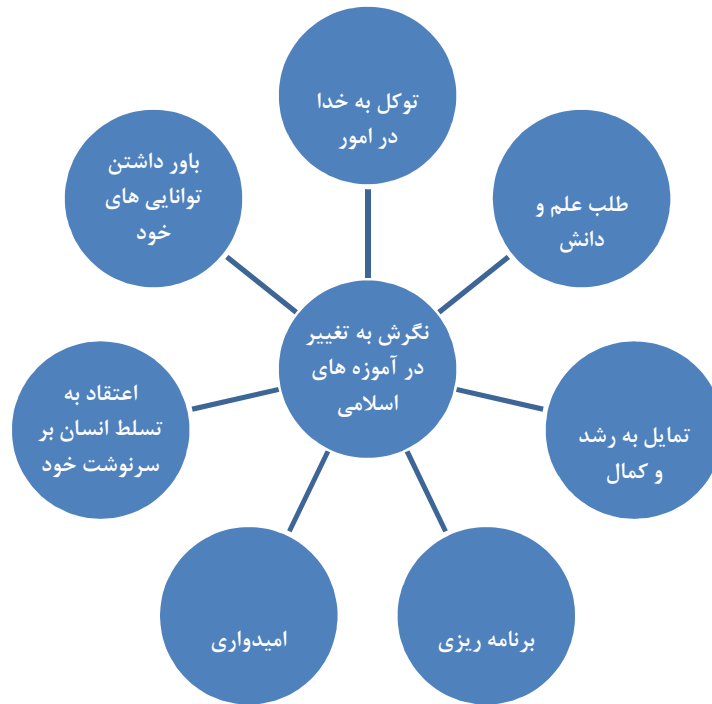 توکل به خدا
در امور
طلب علم و
دانش
تمایل به رشد
و کمال
برنامه ریزی
امیدواری
اعتقاد به
تسلط انسان بر
سرنوشت خود
باور داشتن
توانایی های
خود
نگرش به تغییر
در آموزه های
اسلامی